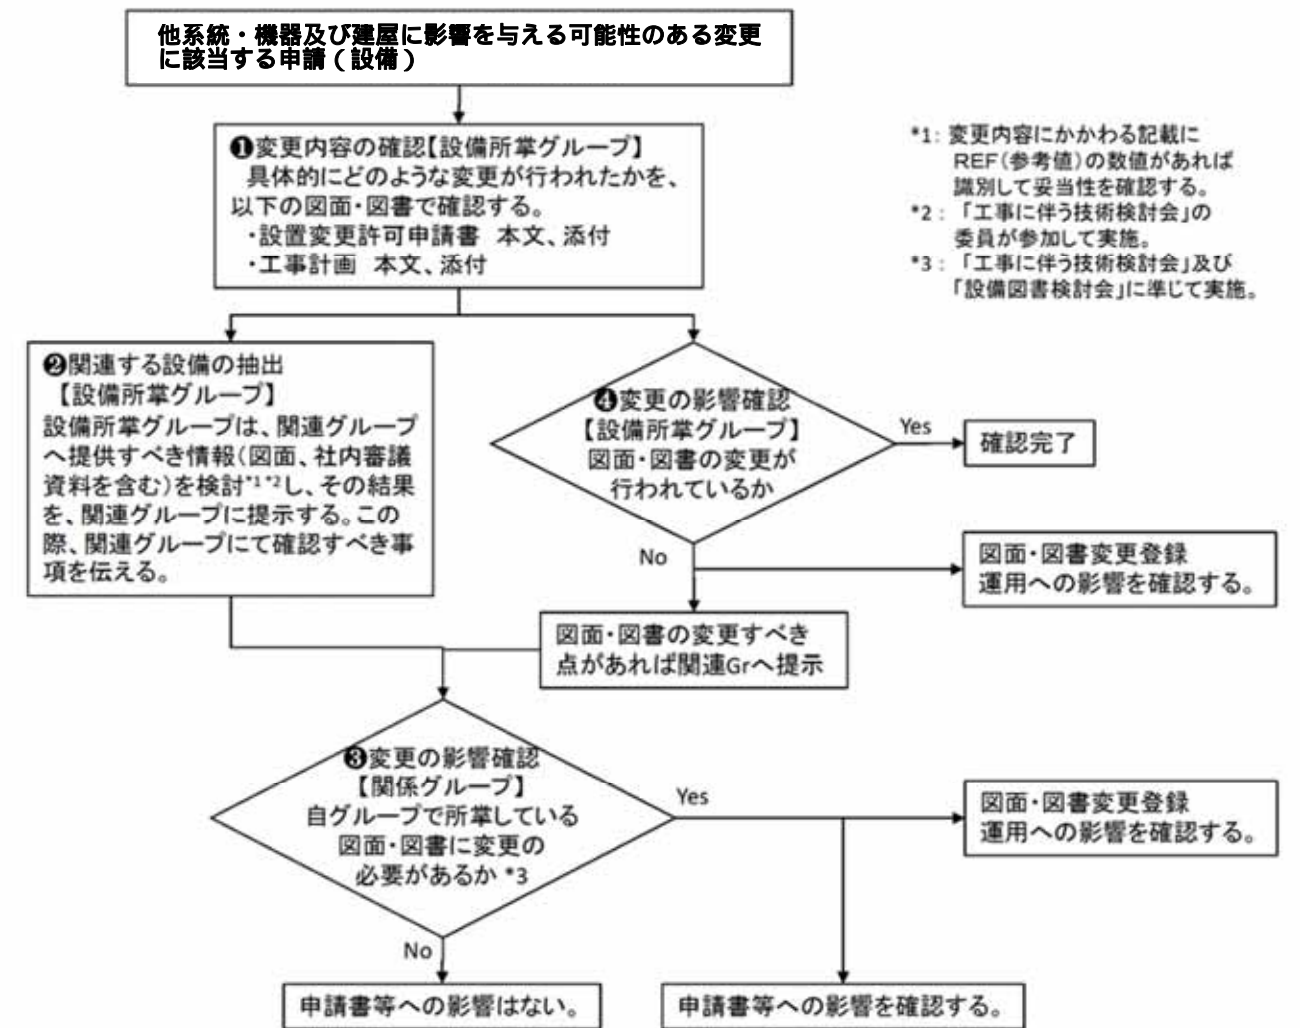 他系統・機器及び建屋に影響を与える可能性のある変更
に該当する申請（設備）
❶変更内容の確認【設備所掌グループ】
具体的にどのような変更が行われたかを、
以下の図面・図書で確認する。
・設置変更許可申請書 本文、添付
・工事計画 本文、添付
*1: 変更内容にかかわる記載に
REF(参考値)の数値があれば
識別して妥当性を確認する。
*2: 「工事に伴う技術検討会」の
委員が参加して実施。
*3: 「工事に伴う技術検討会」及び
「設備図書検討会」に準じて実施。
❷関連する設備の抽出
【設備所掌グループ】
設備所掌グループは、関連グループ
へ提供すべき情報(図面、社内審議
資料を含む)を検討*1 *2し、その結果
を、関連グループに提示する。この
際、関連グループにて確認すべき事
項を伝える。
❹変更の影響確認
【設備所掌グループ】
図面・図書の変更が
行われているか
Yes
確認完了
No
図面・図書変更登録
運用への影響を確認する。
図面・図書の変更すべき
点があれば関連Grへ提示
❸変更の影響確認
【関係グループ】
自グループで所掌している
図面・図書に変更の
必要があるか *3
Yes
図面・図書変更登録
運用への影響を確認する。
No
申請書等への影響はない。
申請書等への影響を確認する。